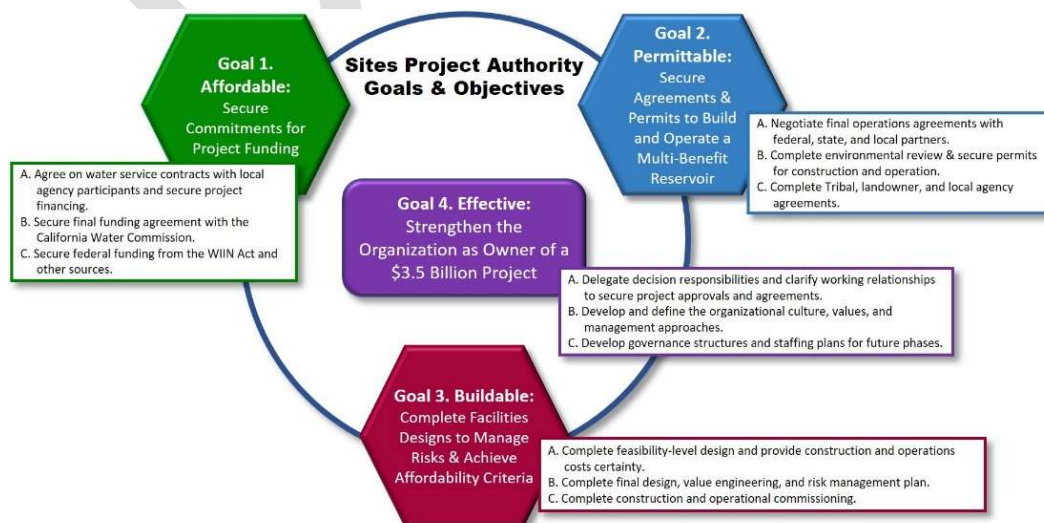 Sites Project Authority
Goals & Objectives
Goal 1.
Affordable:
Secure
Commitments for
Project Funding
A. Agree on water service contracts with local
agency participants and secure project
financing.
B. Secure final funding agreement with the
California Water Commission.
C. Secure federal funding from the WIIN Act and
other sources.
Goal 2.
Permittable:
Secure
Agreements &
Permits to Build
and Operate a
Multi-Benefit
Reservoir
A. Negotiate final operations agreements with
federal, state, and local partners.
B. Complete environmental review & secure permits
for construction and operation.
C. Complete Tribal, landowner, and local agency
agreements.
Goal 4. Effective:
Strengthen the
Organization as Owner of a
$3.5 Billion Project
A. Delegate decision responsibilities and clarify working relationships
to secure project approvals and agreements.
B. Develop and define the organizational culture, values, and
management approaches.
C. Develop governance structures and staffing plans for future phases.
Goal 3. Buildable:
Complete Facilities
Designs to Manage
Risks & Achieve
Affordability Criteria
A. Complete feasibility-level design and provide construction and operations
costs certainty.
B. Complete final design, value engineering, and risk management plan.
C. Complete construction and operational commissioning.